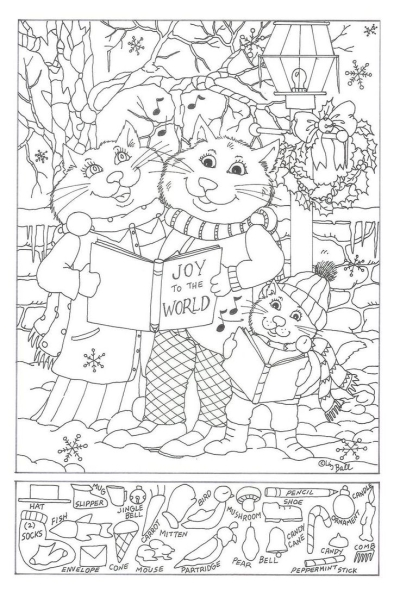 JOY
TO THE
WORLD
© Liz Ball
HAT
SLIPPER
MUG
JINGLE
BELL
CARROT
MITTEN
BIRD
MUSHROOM
PENCIL
SHOE
CANDY
CANE
ORNAMENT
CANDLE
(2)
SOCKS
FISH
ENVELOPE
CONE
MOUSE
PARTRIDGE
PEAR
BELL
CANDY
PEPPERMINT STICK
COMB